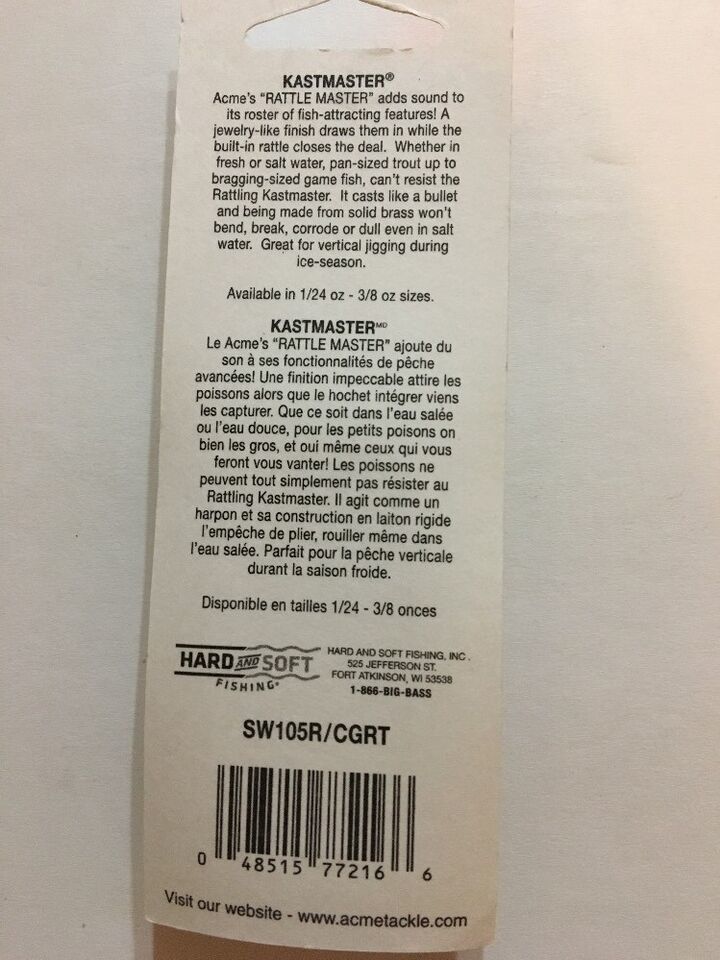 KASTMASTER®
Acme's "RATTLE MASTER" adds sound to
its roster of fish-attracting features! A
jewelry-like finish draws them in while the
built-in rattle closes the deal. Whether in
fresh or salt water, pan-sized trout up to
bragging-sized game fish, can't resist the
Rattling Kastmaster. It casts like a bullet
and being made from solid brass won't
bend, break, corrode or dull even in salt
water. Great for vertical jigging during
ice-season.
Available in 1/24 oz - 3/8 oz sizes.
KASTMASTER MD
Le Acme's "RATTLE MASTER" ajoute du
son à ses fonctionnalités de pêche
avancées! Une finition impeccable attire les
poissons alors que le hochet intégrer viens
les capturer. Que ce soit dans l'eau salée
ou l'eau douce, pour les petits poisons on
bien les gros, et oui même ceux qui vous
feront vous vanter! Les poissons ne
peuvent tout simplement pas résister au
Rattling Kastmaster. Il agit comme un
harpon et sa construction en laiton rigide
l'empêche de plier, rouiller même dans
l'eau salée. Parfait pour la pêche verticale
durant la saison froide.
Disponible en tailles 1/24 - 3/8 onces
HARD AND SOFT
FISHING®
HARD AND SOFT FISHING, INC.
525 JEFFERSON ST.
FORT ATKINSON, WI 53538
1-866-BIG-BASS
SW105R/CGRT
0 48515 77216 6
Visit our website - www.acmetackle.com